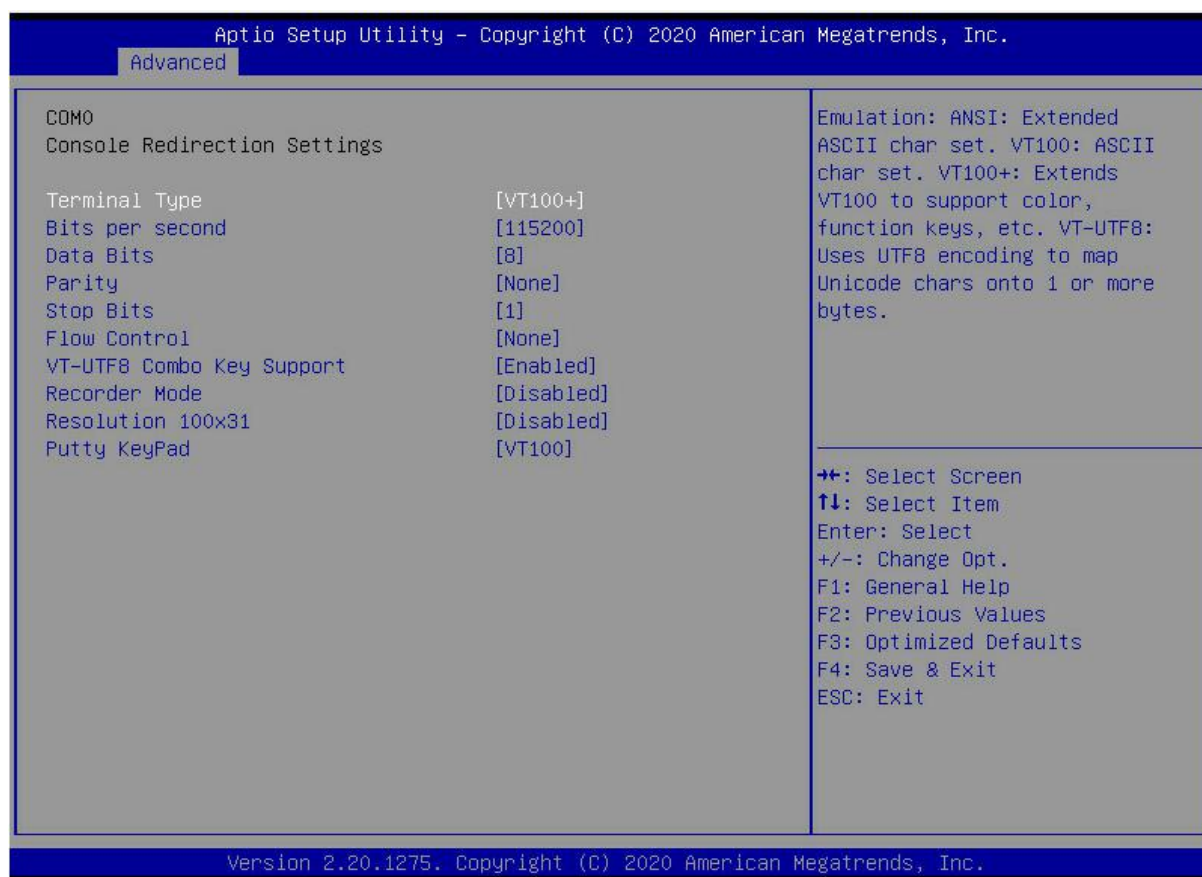 Aptio Setup Utility – Copyright (C) 2020 American Megatrends, Inc.
Advanced
COM0
Console Redirection Settings
Terminal Type [VT100+]
Bits per second [115200]
Data Bits [8]
Parity [None]
Stop Bits [1]
Flow Control [None]
VT-UTF8 Combo Key Support [Enabled]
Recorder Mode [Disabled]
Resolution 100x31 [Disabled]
Putty KeyPad [VT100]
Emulation: ANSI: Extended
ASCII char set. VT100: ASCII
char set. VT100+: Extends
VT100 to support color,
function keys, etc. VT-UTF8:
Uses UTF8 encoding to map
Unicode chars onto 1 or more
bytes.
→←: Select Screen
↑↓: Select Item
Enter: Select
+/-: Change Opt.
F1: General Help
F2: Previous Values
F3: Optimized Defaults
F4: Save & Exit
ESC: Exit
Version 2.20.1275. Copyright (C) 2020 American Megatrends, Inc.